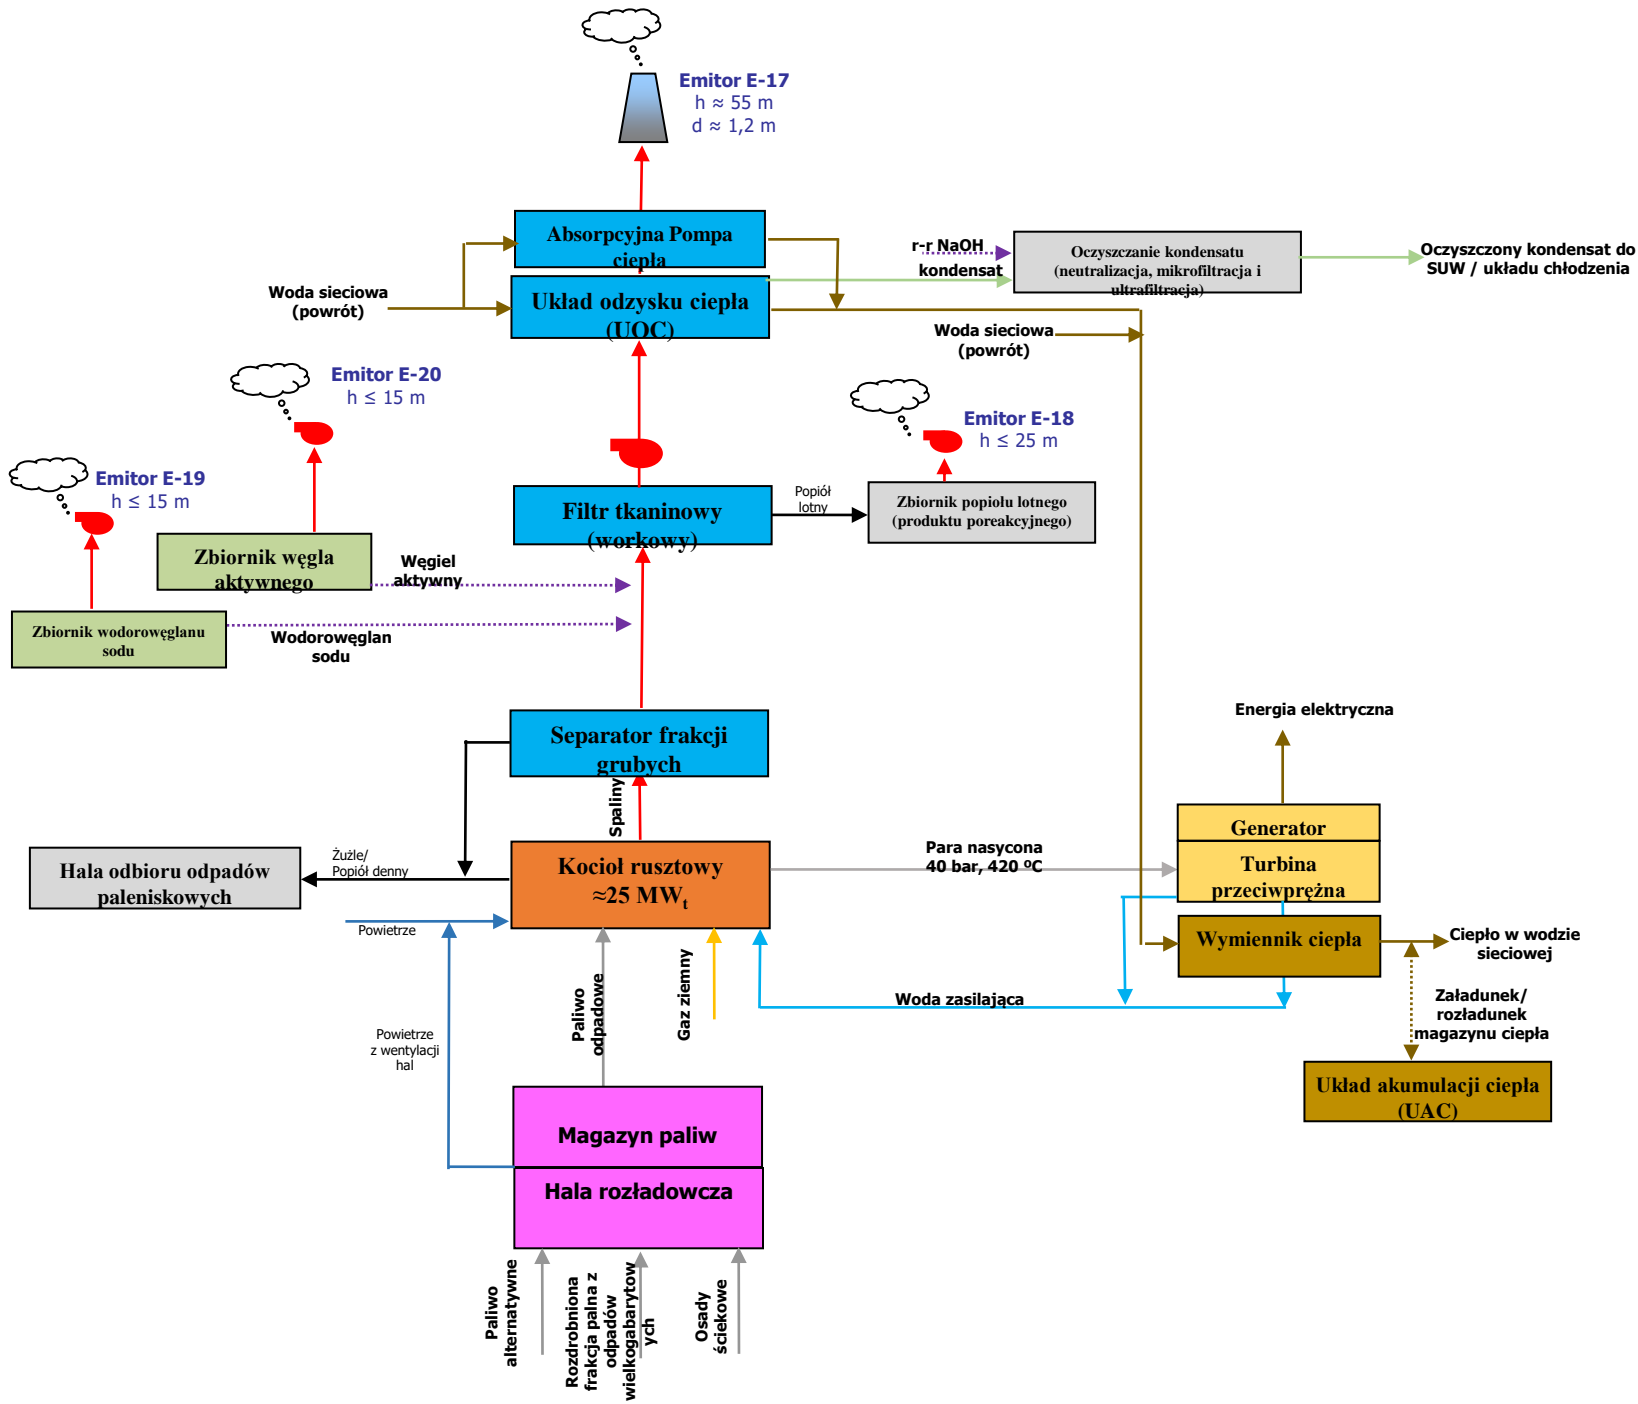 Emitor E-17
h ≈ 55 m
d ≈ 1,2 m
Absorpcyjna Pompa
ciepła
r-r NaOH
kondensat
Oczyszczanie kondensatu
(neutralizacja, mikrofiltracja i
ultrafiltracja)
Oczyszczony kondensat do
SUW / układu chłodzenia
Woda sieciowa
(powrót)
Układ odzysku ciepła
(UOC)
Woda sieciowa
(powrót)
Emitor E-20
h ≤ 15 m
Emitor E-18
h ≤ 25 m
Emitor E-19
h ≤ 15 m
Filtr tkaninowy
(workowy)
Popiół
lotny
Zbiornik popiołu lotnego
(produktu poreakcyjnego)
Zbiornik węgla
aktywnego
Węgiel
aktywny
Zbiornik wodorowęglanu
sodu
Wodorowęglan
sodu
Separator frakcji
grubych
Energia elektryczna
Spaliny
Generator
Turbina
przeciwprężna
Para nasycona
40 bar, 420 ºC
Kocioł rusztowy
≈25 MWt
Żużle/
Popiół denny
Hala odbioru odpadów
paleniskowych
Powietrze
Wymiennik ciepła
Ciepło w wodzie
sieciowej
Paliwo
odpadowe
Gaz ziemny
Woda zasilająca
Załadunek/
rozładunek
magazynu ciepła
Powietrze
z wentylacji
hal
Układ akumulacji ciepła
(UAC)
Magazyn paliw
Hala rozładowcza
Paliwo
alternatywne
Rozdrobniona
frakcja palna z
odpadów
wielkogabarytow
ych
Osady
ściekowe